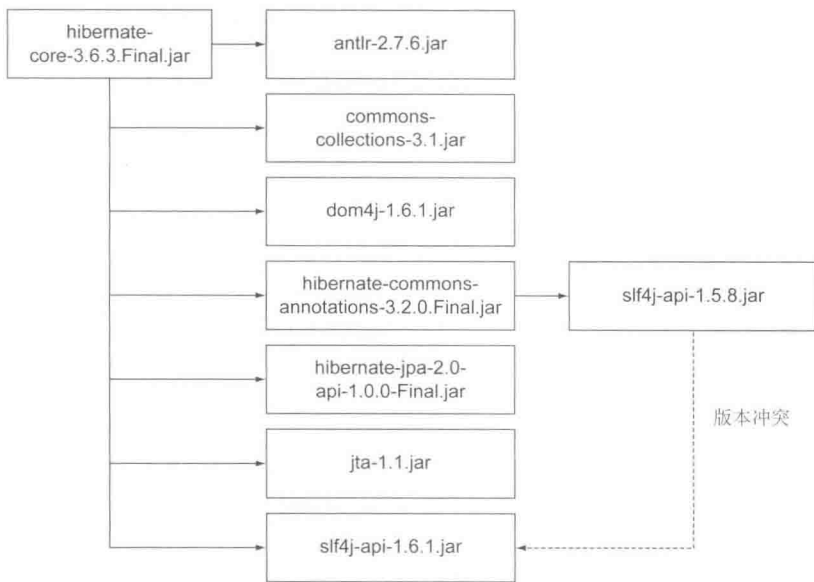 hibernate-
core-3.6.3.Final.jar
antlr-2.7.6.jar
commons-
collections-3.1.jar
dom4j-1.6.1.jar
hibernate-commons-
annotations-3.2.0.Final.jar
slf4j-api-1.5.8.jar
hibernate-jpa-2.0-
api-1.0.0-Final.jar
版本冲突
jta-1.1.jar
slf4j-api-1.6.1.jar